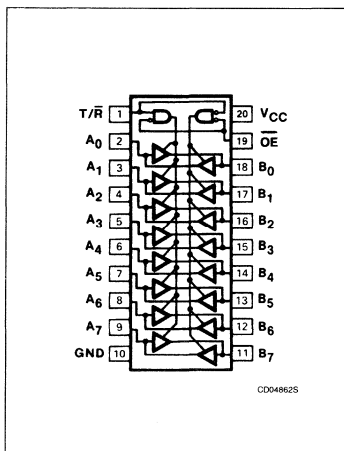 T/R̅ 1 20 VCC
A0 2 19 O̅E̅
A1 3 18 B0
A2 4 17 B1
A3 5 16 B2
A4 6 15 B3
A5 7 14 B4
A6 8 13 B5
A7 9 12 B6
GND 10 11 B7
CD04862S